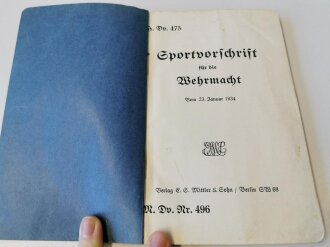 Dv. 475
Sportvorschrift
für die
Wehrmacht
Vom 23. Januar 1934
Verlag E. S. Mittler & Sohn / Berlin SW 68
M. Dv. Nr. 496